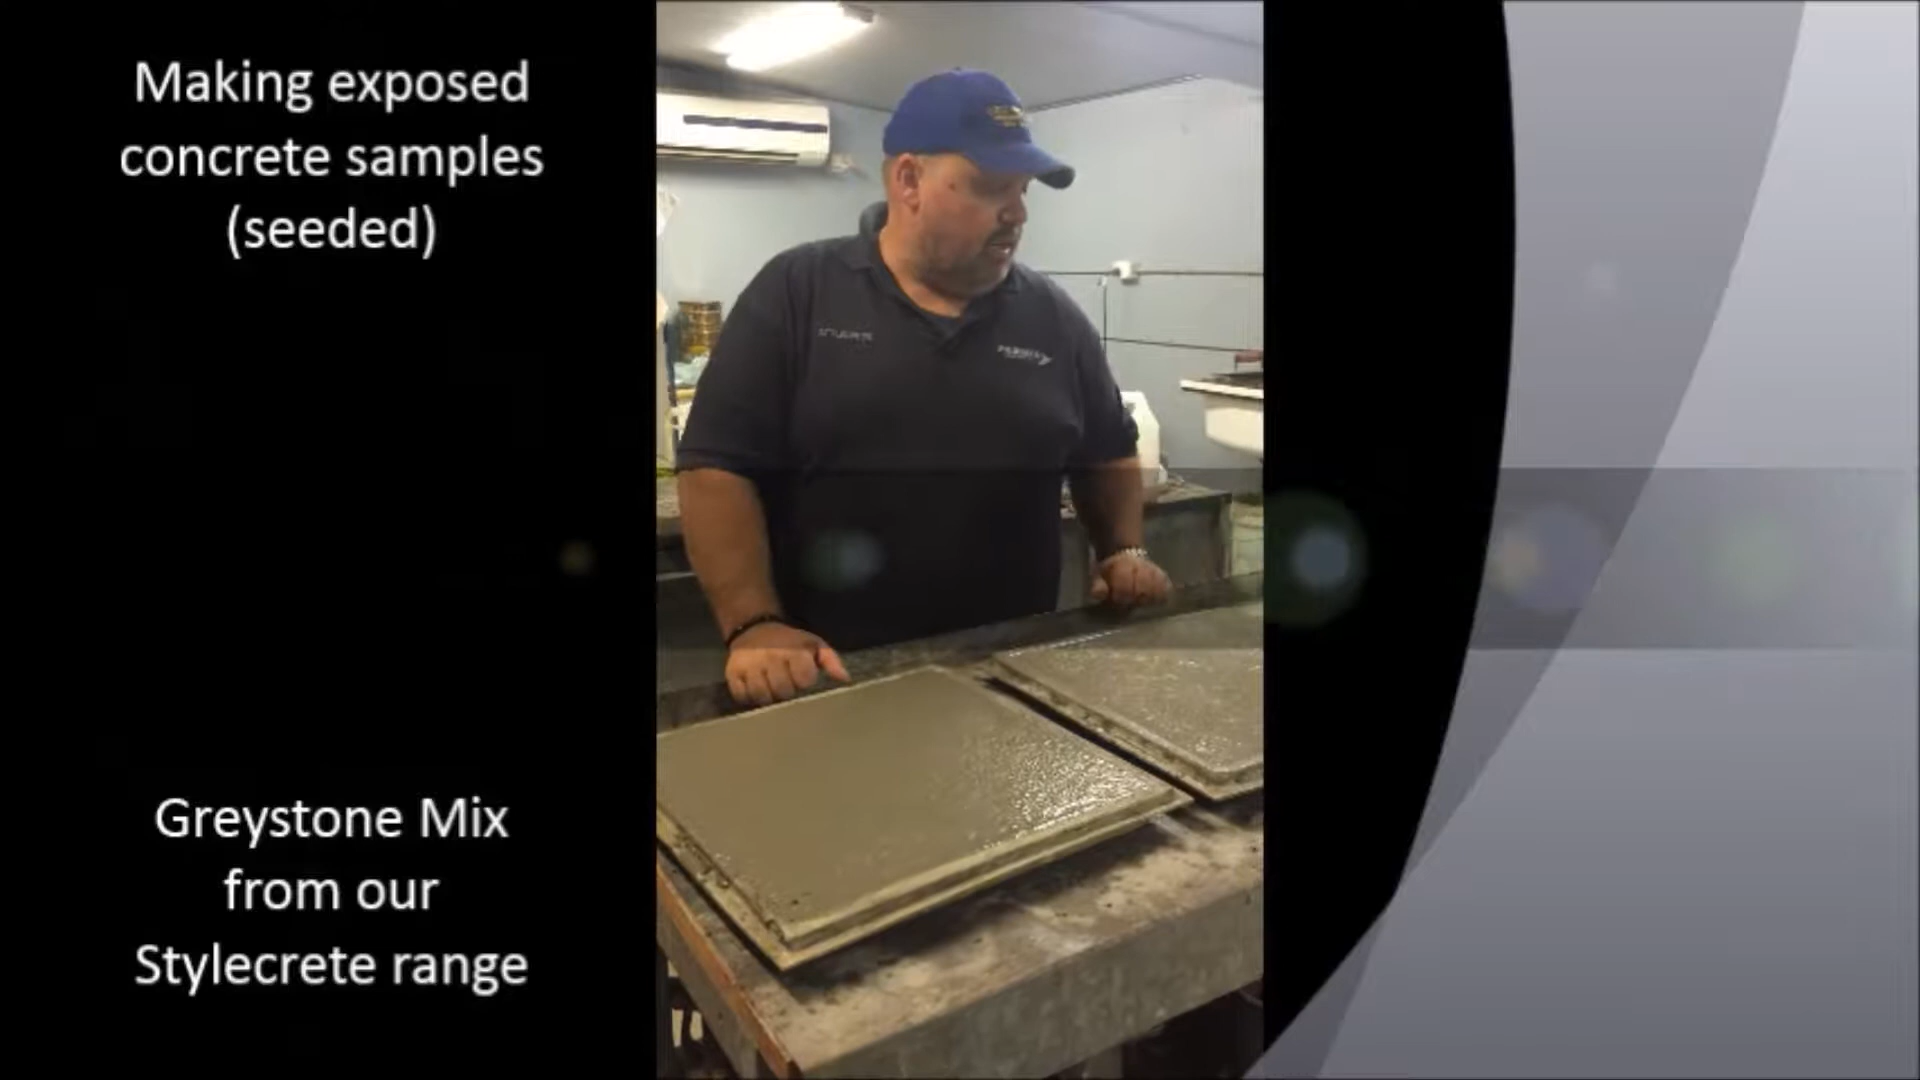 Making exposed
concrete samples
(seeded)
Greystone Mix
from our
Stylecrete range